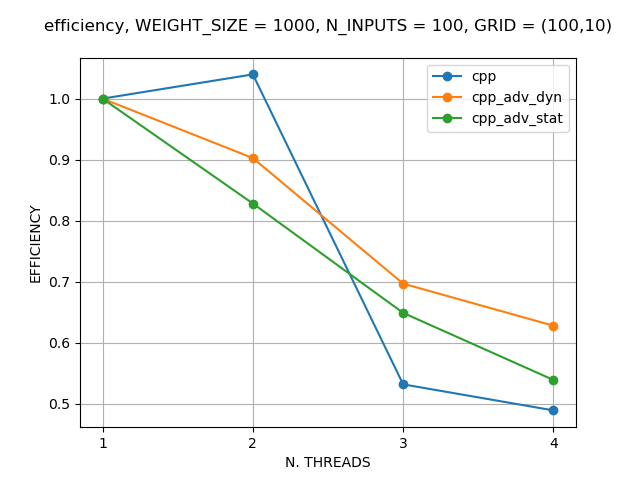 efficiency, WEIGHT_SIZE = 1000, N_INPUTS = 100, GRID = (100,10)
cpp
cpp_adv_dyn
cpp_adv_stat
1.0
0.9
0.8
0.7
0.6
0.5
EFFICIENCY
1 2 3 4
N. THREADS